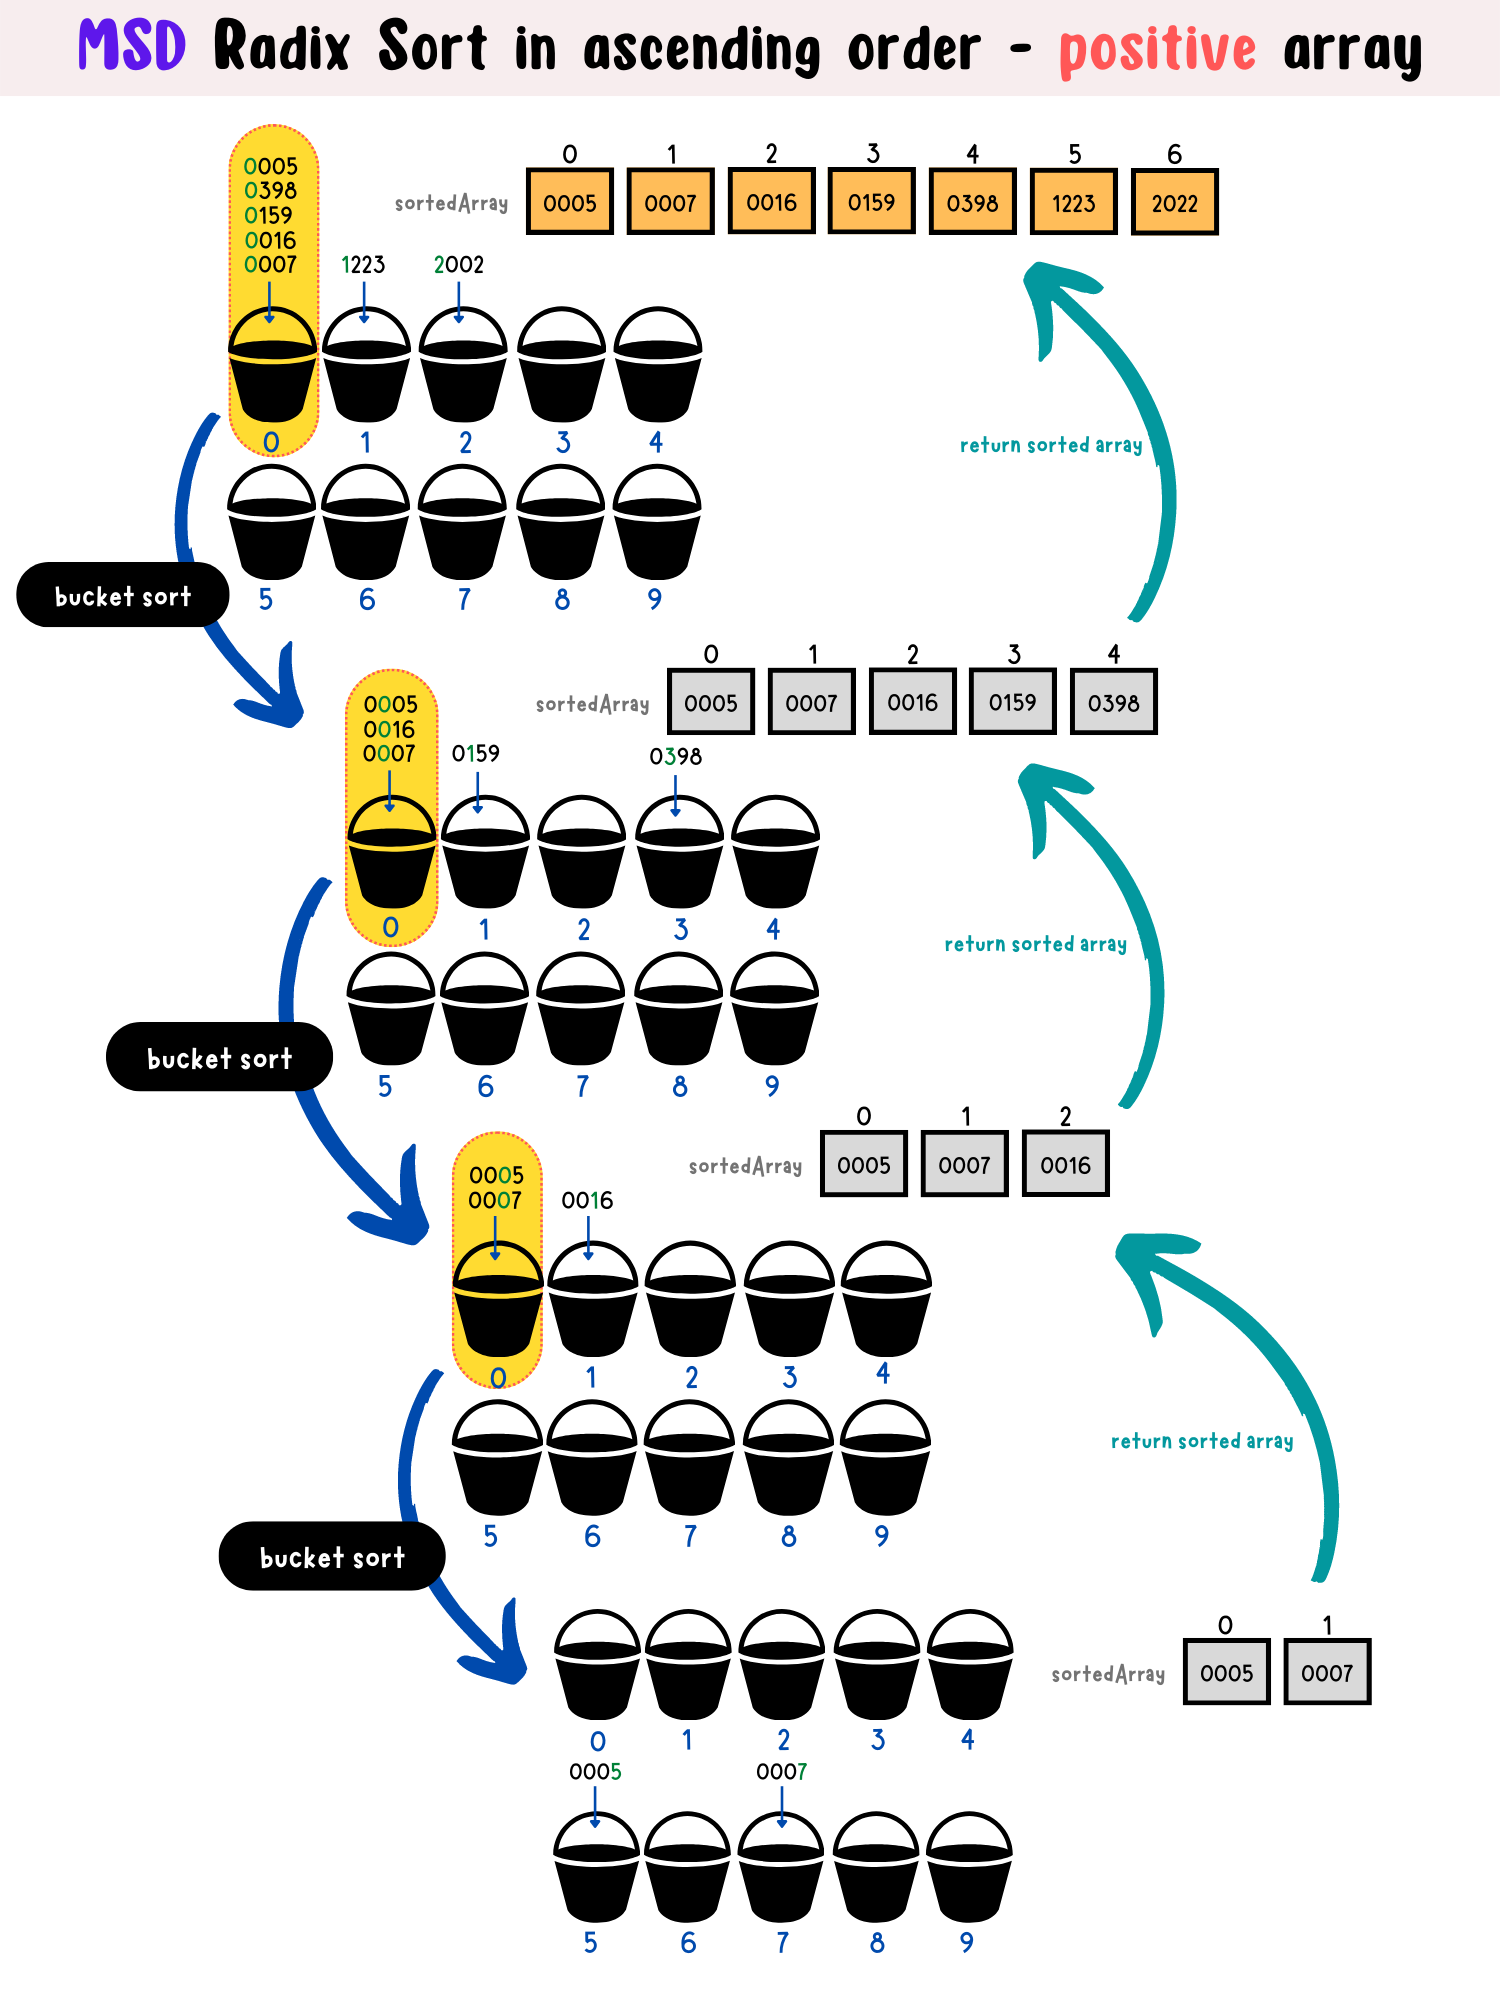 MSD Radix Sort in ascending order - positive array
0005
0398
0159
0016
0007
1223
2002
0 1 2 3 4 5 6
sortedArray 0005 0007 0016 0159 0398 1223 2022
0 1 2 3 4
5 6 7 8 9
return sorted array
bucket sort
0005
0016
0007
0159
0398
0 1 2 3 4
sortedArray 0005 0007 0016 0159 0398
0 1 2 3 4
5 6 7 8 9
return sorted array
bucket sort
0005
0007
0016
0 1 2
sortedArray 0005 0007 0016
0 1 2 3 4
5 6 7 8 9
return sorted array
bucket sort
0 1
sortedArray 0005 0007
0 1 2 3 4
0005 0007
5 6 7 8 9